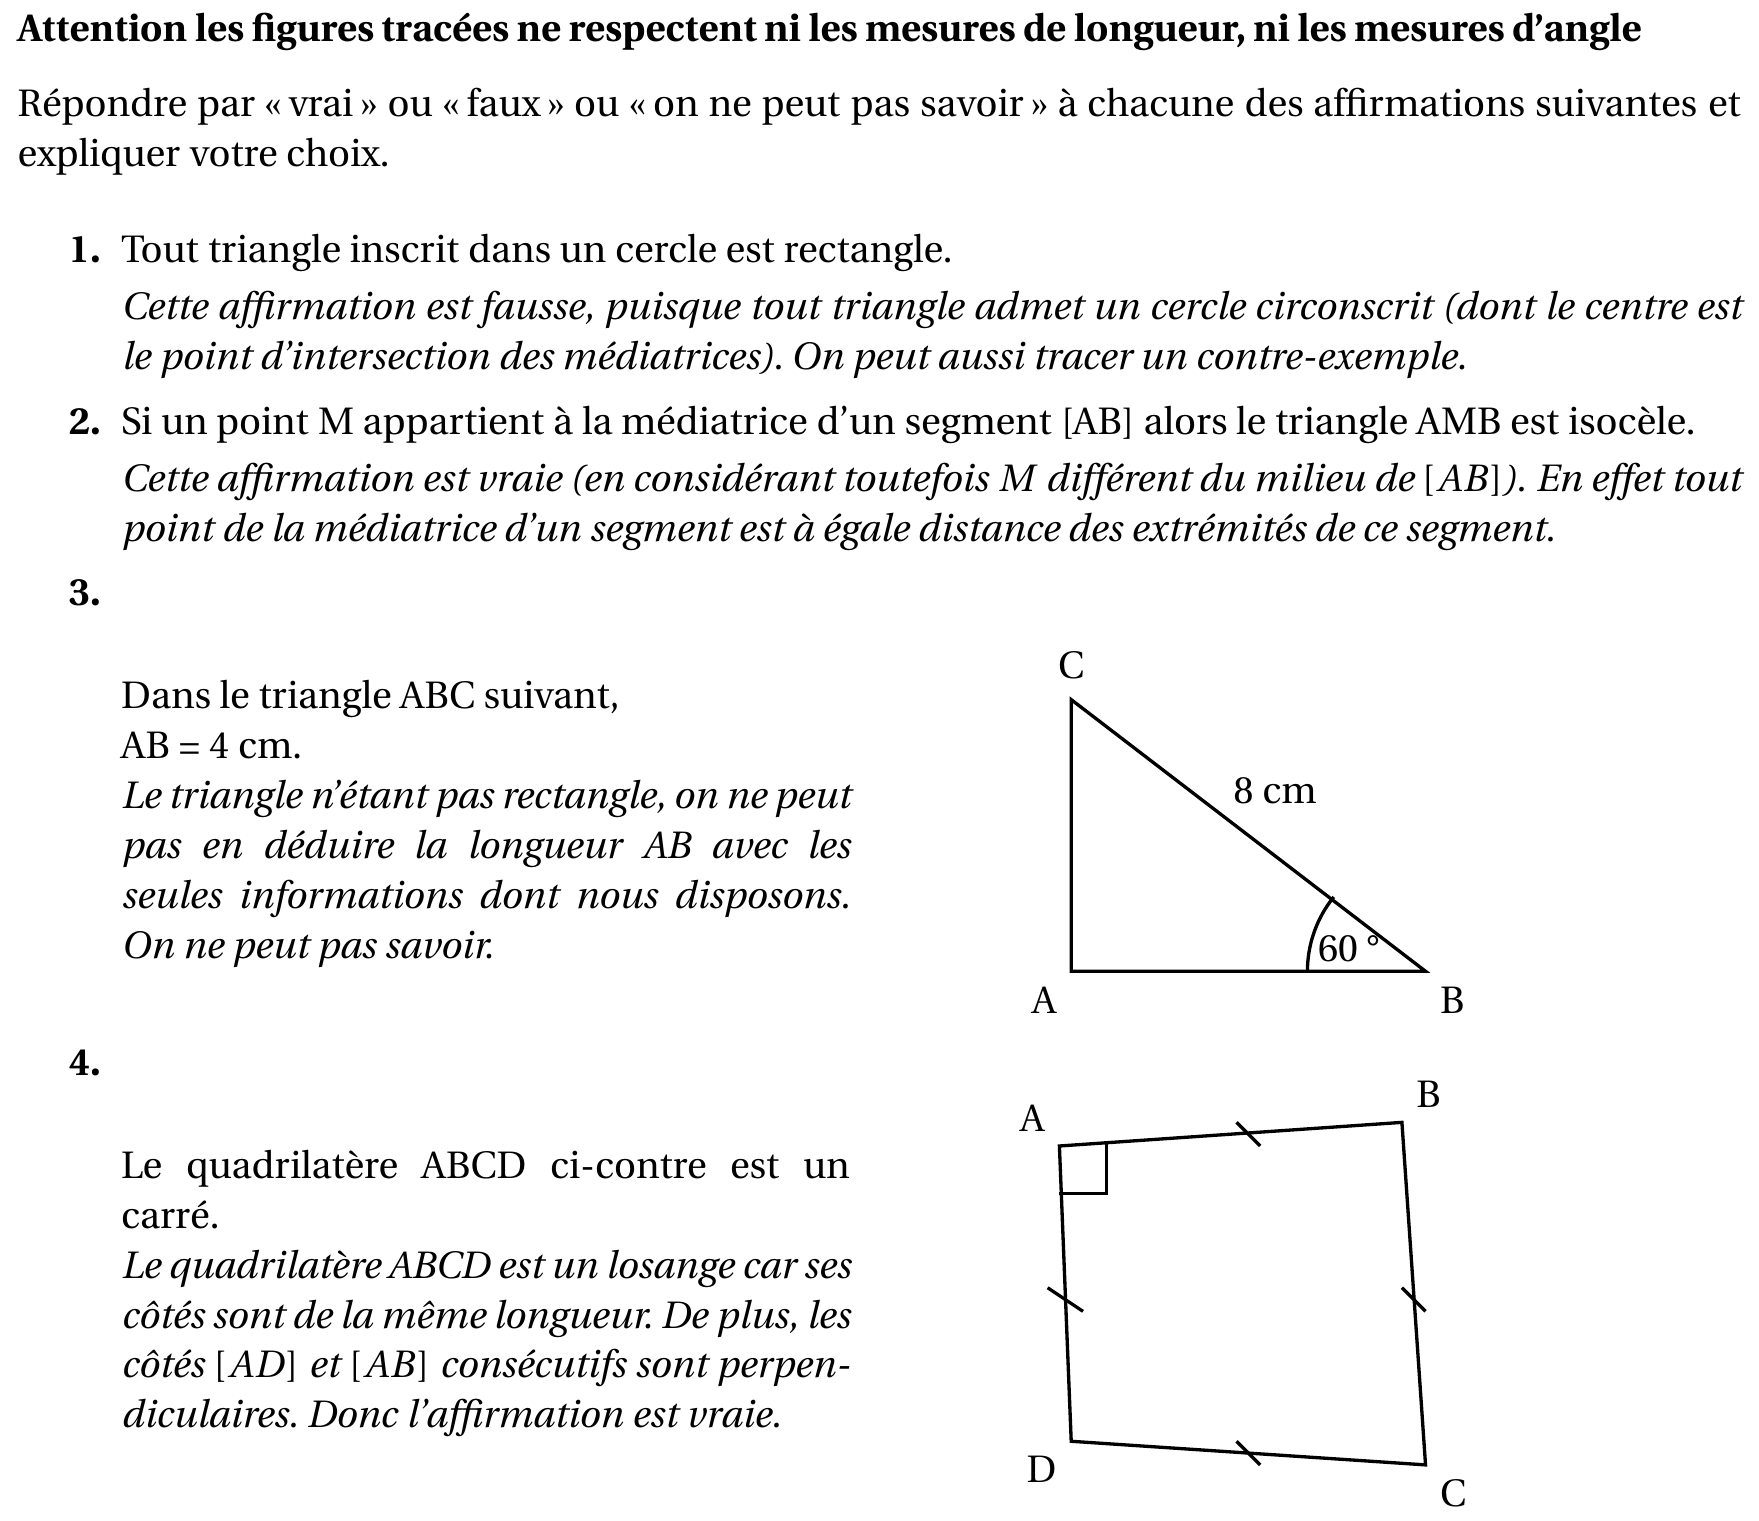 Attention les figures tracées ne respectent ni les mesures de longueur, ni les mesures d’angle
Répondre par « vrai » ou « faux » ou « on ne peut pas savoir » à chacune des affirmations suivantes et
expliquer votre choix.
1. Tout triangle inscrit dans un cercle est rectangle.
Cette affirmation est fausse, puisque tout triangle admet un cercle circonscrit (dont le centre est
le point d’intersection des médiatrices). On peut aussi tracer un contre-exemple.
2. Si un point M appartient à la médiatrice d’un segment [AB] alors le triangle AMB est isocèle.
Cette affirmation est vraie (en considérant toutefois M différent du milieu de [AB]). En effet tout
point de la médiatrice d’un segment est à égale distance des extrémités de ce segment.
3.
Dans le triangle ABC suivant,
AB = 4 cm.
Le triangle n’étant pas rectangle, on ne peut
pas en déduire la longueur AB avec les
seules informations dont nous disposons.
On ne peut pas savoir.
C
8 cm
60 °
A
B
4.
Le quadrilatère ABCD ci-contre est un
carré.
Le quadrilatère ABCD est un losange car ses
côtés sont de la même longueur. De plus, les
côtés [AD] et [AB] consécutifs sont perpen-
diculaires. Donc l’affirmation est vraie.
A
B
D
C